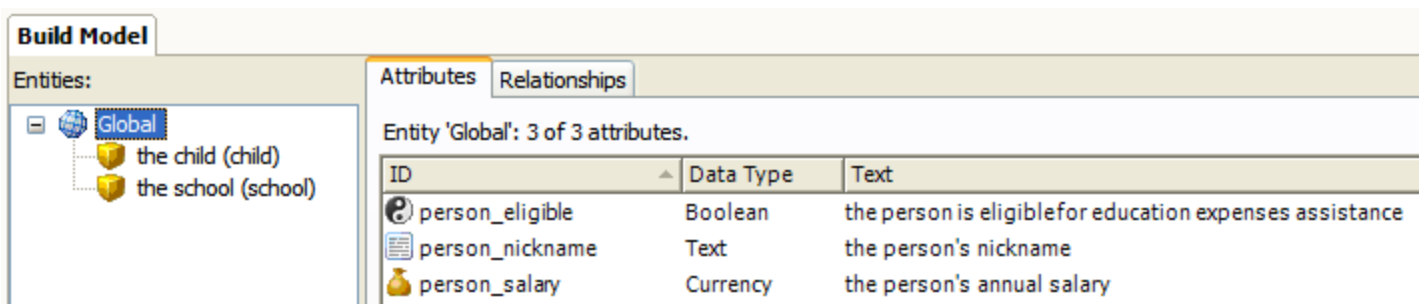 Build Model
Entities:
Global
the child (child)
the school (school)
Attributes Relationships
Entity 'Global': 3 of 3 attributes.
ID Data Type Text
person_eligible Boolean the person is eligiblefor education expenses assistance
person_nickname Text the person's nickname
person_salary Currency the person's annual salary